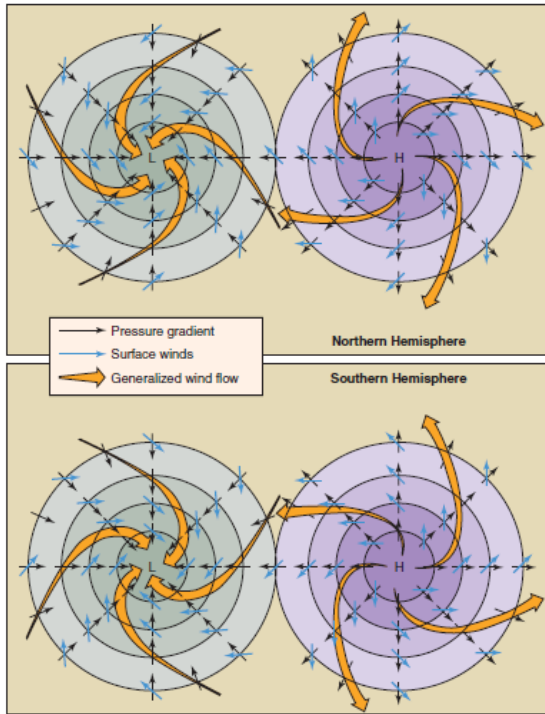 L
H
Pressure gradient
Surface winds
Generalized wind flow
Northern Hemisphere
Southern Hemisphere
L
H